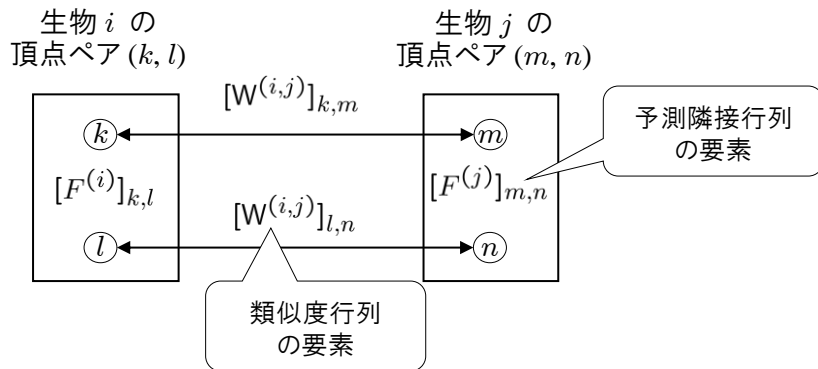 生物 i の
頂点ペア (k, l)
生物 j の
頂点ペア (m, n)
[W^{(i,j)}]_{k,m}
k
m
予測隣接行列
の要素
[F^{(i)}]_{k,l}
[F^{(j)}]_{m,n}
[W^{(i,j)}]_{l,n}
l
n
類似度行列
の要素